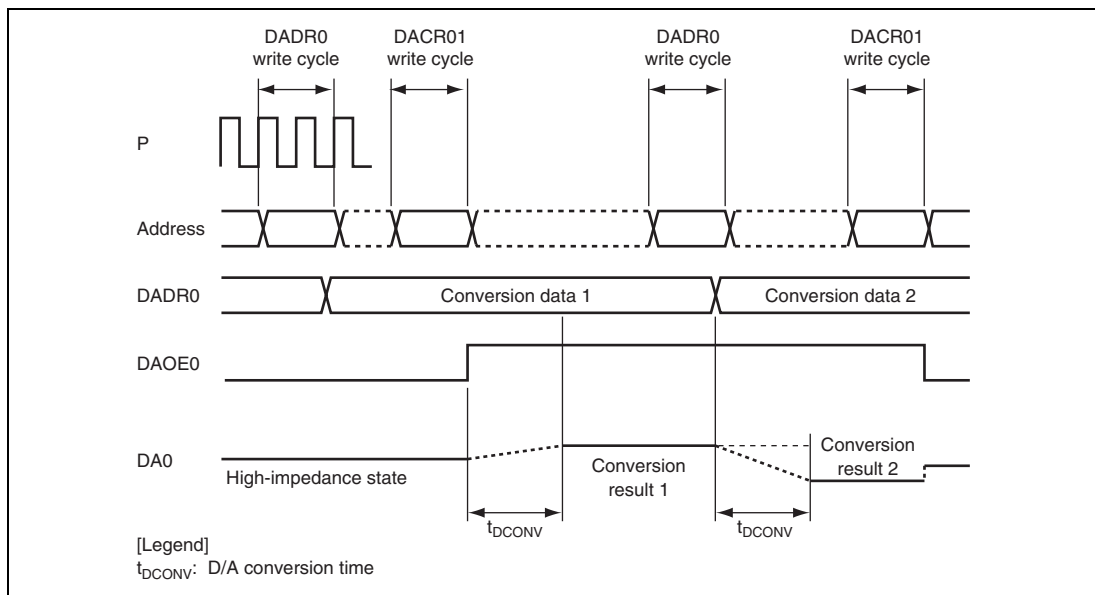 DADR0
write cycle
DACR01
write cycle
DADR0
write cycle
DACR01
write cycle
P
Address
DADR0
Conversion data 1
Conversion data 2
DAOE0
DA0
High-impedance state
Conversion
result 1
Conversion
result 2
tDCONV
tDCONV
[Legend]
tDCONV: D/A conversion time